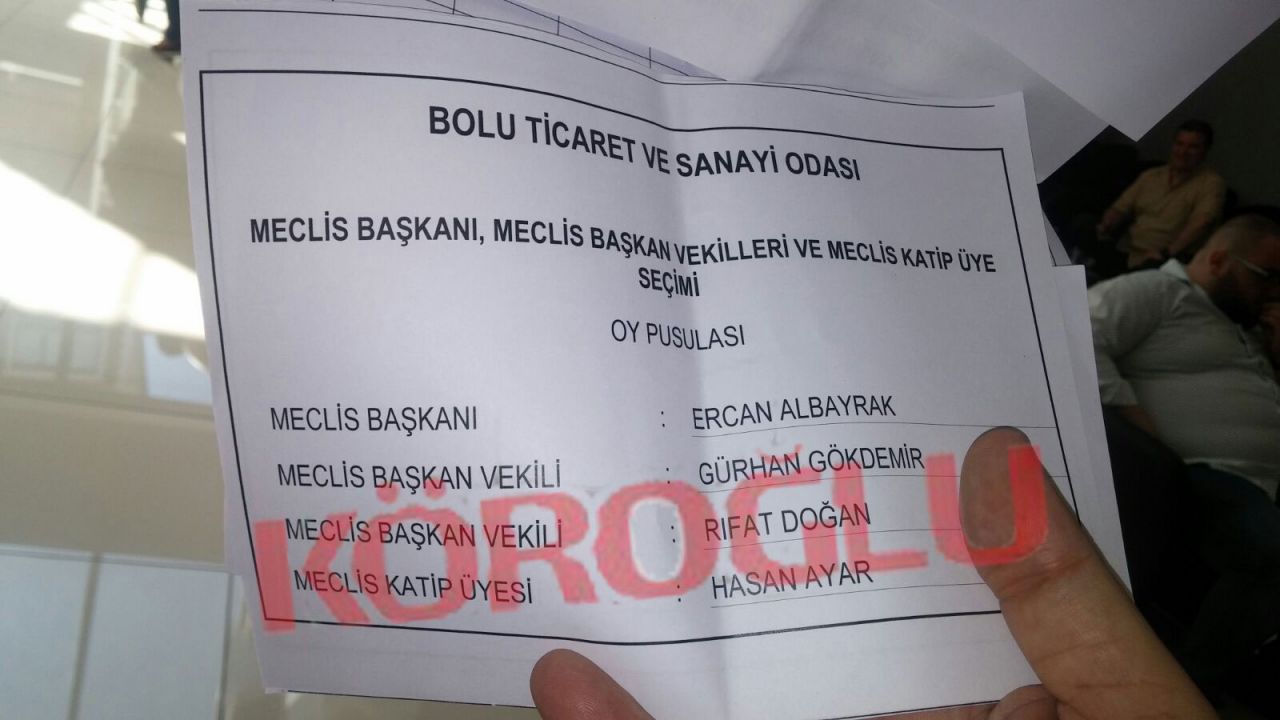 BOLU TİCARET VE SANAYİ ODASI
MECLİS BAŞKANI, MECLİS BAŞKAN VEKİLLERİ VE MECLİS KATİP ÜYE
SEÇİMİ
OY PUSULASI
MECLİS BAŞKANI : ERCAN ALBAYRAK
MECLİS BAŞKAN VEKİLİ : GÜRHAN GÖKDEMİR
MECLİS BAŞKAN VEKİLİ : RIFAT DOĞAN
MECLİS KATİP ÜYESİ : HASAN AYAR
KÖROĞLU